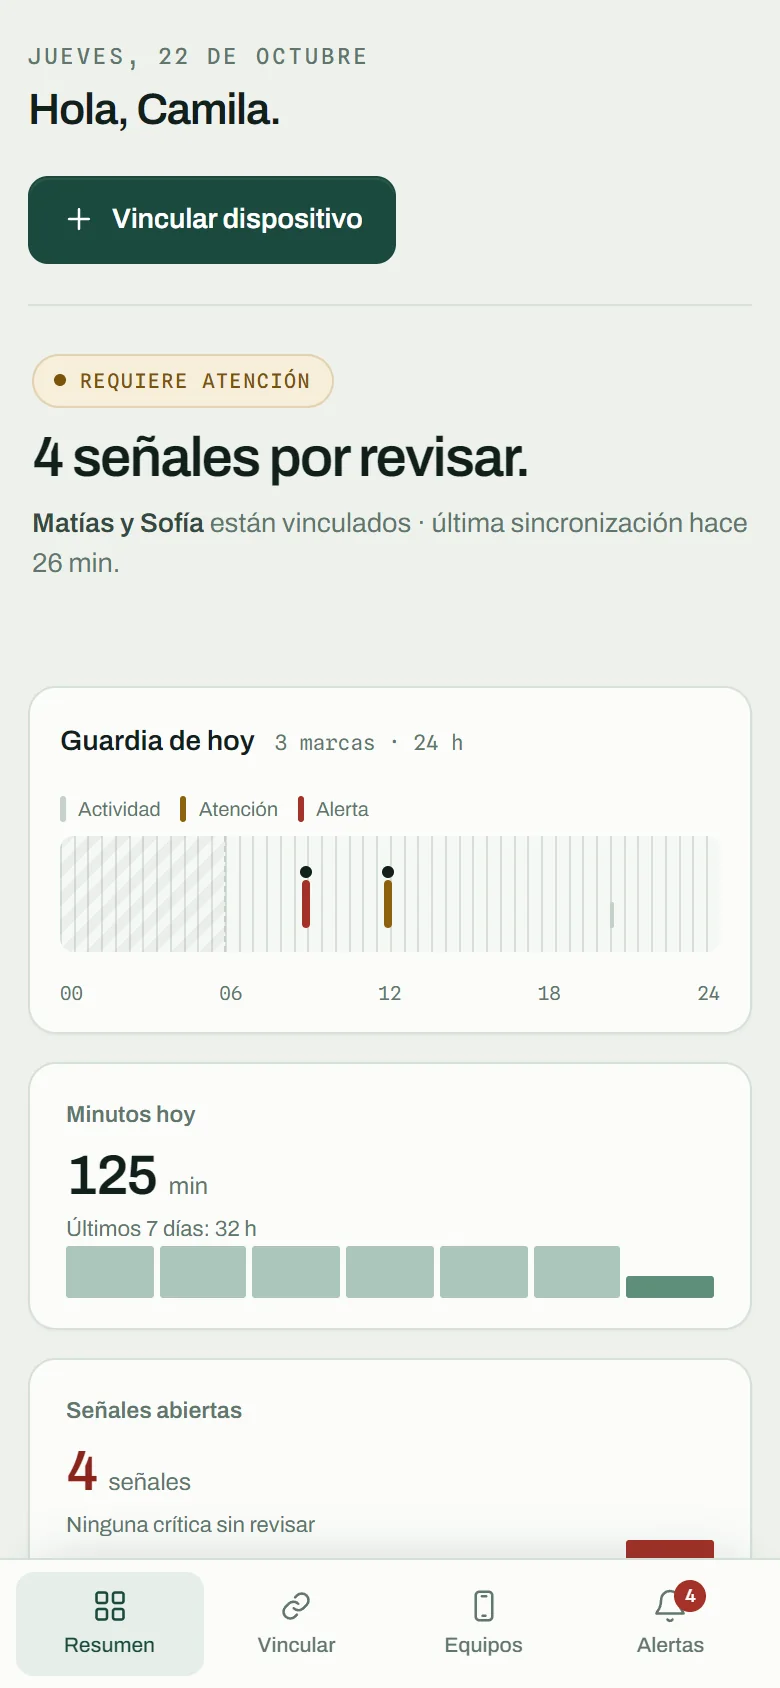 JUEVES, 22 DE OCTUBRE
Hola, Camila.
Vincular dispositivo
REQUIERE ATENCIÓN
4 señales por revisar.
Matías y Sofía están vinculados · última sincronización hace
26 min.
Guardia de hoy 3 marcas · 24 h
Actividad Atención Alerta
00 06 12 18 24
Minutos hoy
125 min
Últimos 7 días: 32 h
Señales abiertas
4 señales
Ninguna crítica sin revisar
4
Resumen Vincular Equipos Alertas